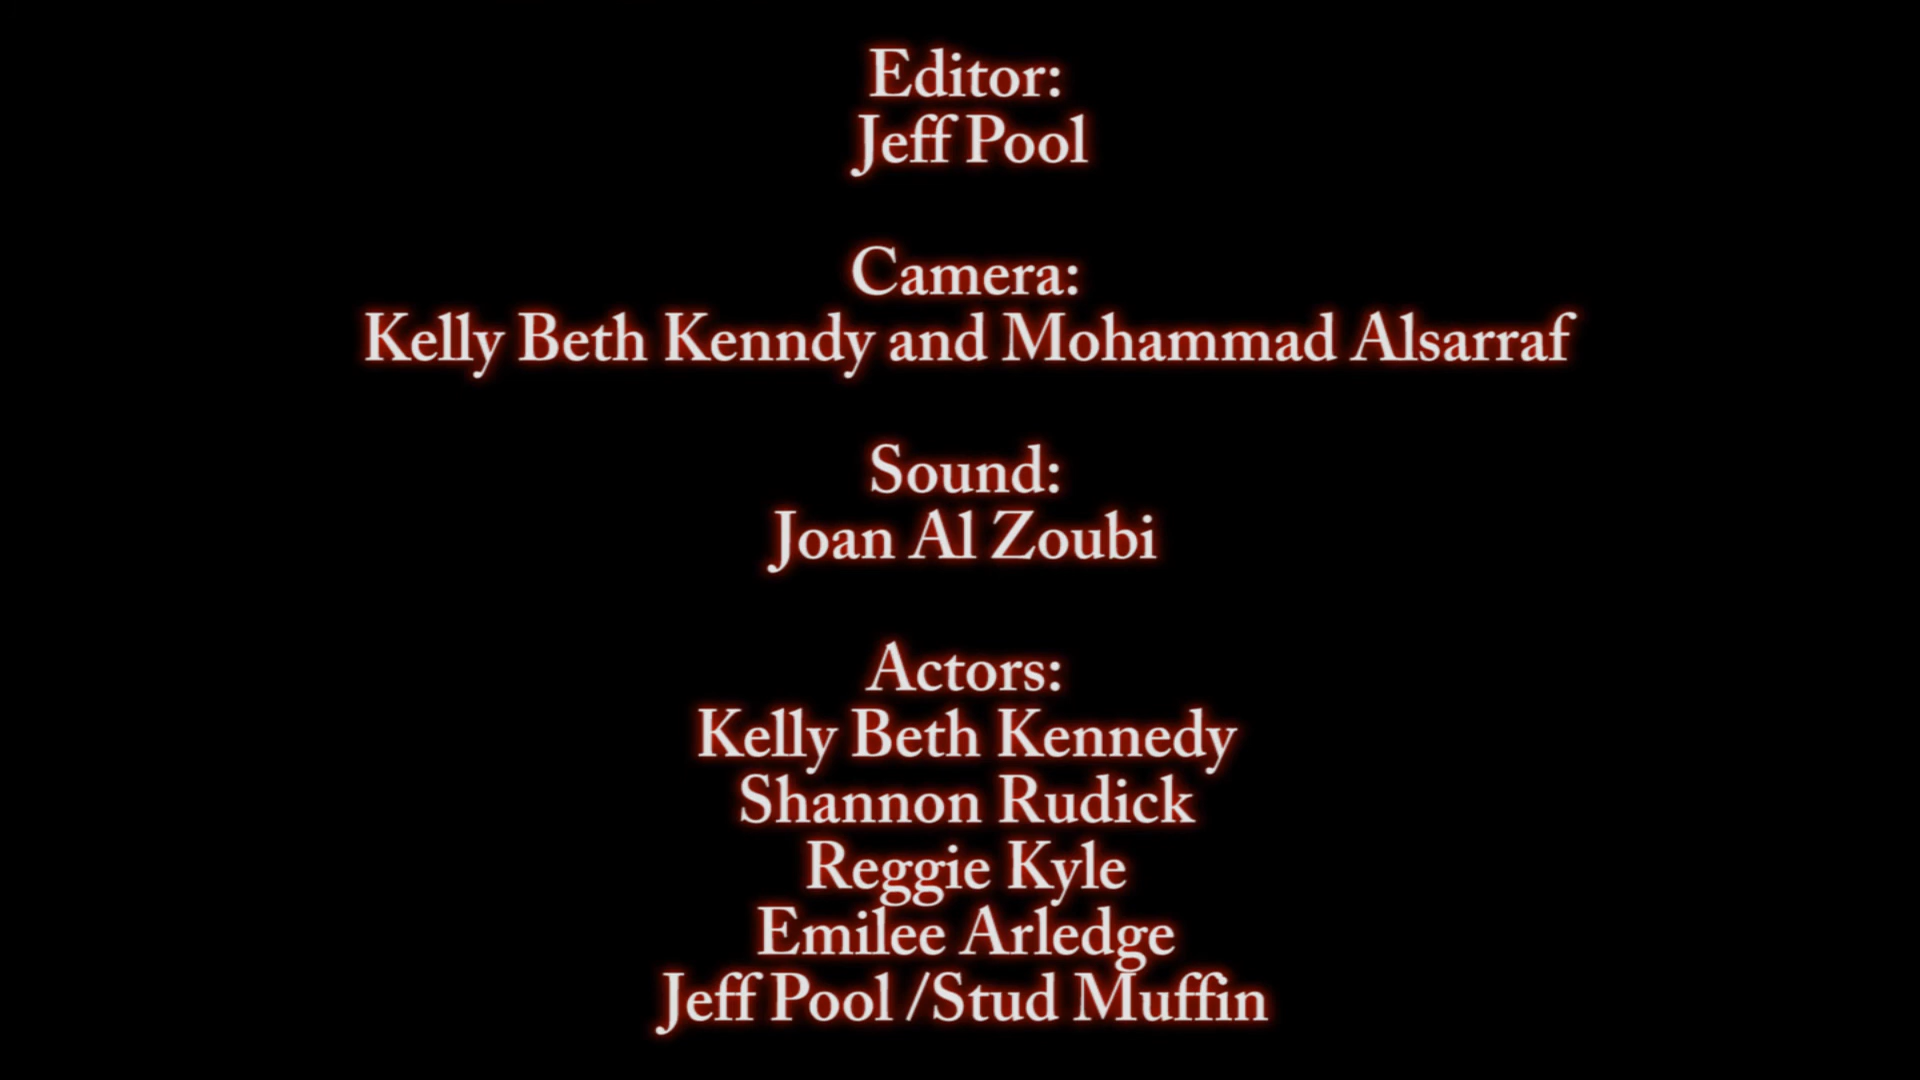 Editor:
Jeff Pool
Camera:
Kelly Beth Kenndy and Mohammad Alsarraf
Sound:
Joan Al Zoubi
Actors:
Kelly Beth Kennedy
Shannon Rudick
Reggie Kyle
Emilee Arledge
Jeff Pool /Stud Muffin